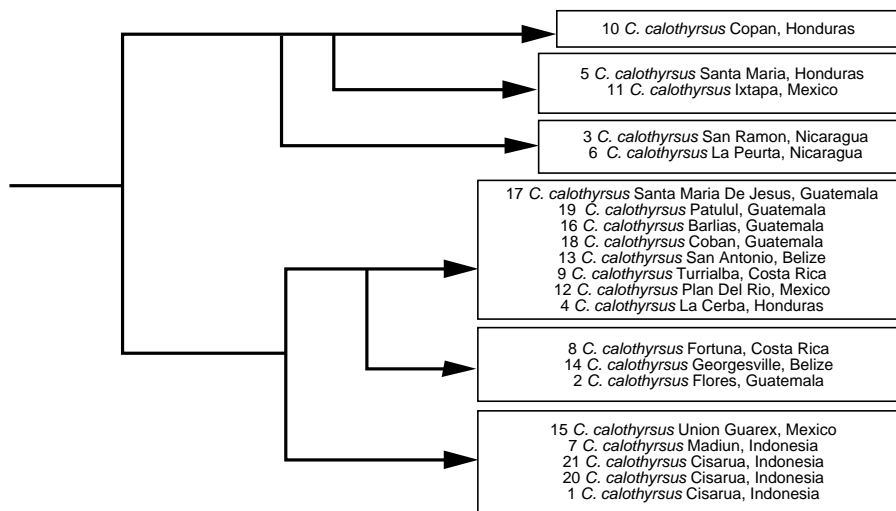 10 C. calothyrsus Copan, Honduras
5 C. calothyrsus Santa Maria, Honduras
11 C. calothyrsus Ixtapa, Mexico
3 C. calothyrsus San Ramon, Nicaragua
6 C. calothyrsus La Peurta, Nicaragua
17 C. calothyrsus Santa Maria De Jesus, Guatemala
19 C. calothyrsus Patulul, Guatemala
16 C. calothyrsus Barlias, Guatemala
18 C. calothyrsus Coban, Guatemala
13 C. calothyrsus San Antonio, Belize
9 C. calothyrsus Turrialba, Costa Rica
12 C. calothyrsus Plan Del Rio, Mexico
4 C. calothyrsus La Cerba, Honduras
8 C. calothyrsus Fortuna, Costa Rica
14 C. calothyrsus Georgesville, Belize
2 C. calothyrsus Flores, Guatemala
15 C. calothyrsus Union Guarex, Mexico
7 C. calothyrsus Madiun, Indonesia
21 C. calothyrsus Cisarua, Indonesia
20 C. calothyrsus Cisarua, Indonesia
1 C. calothyrsus Cisarua, Indonesia